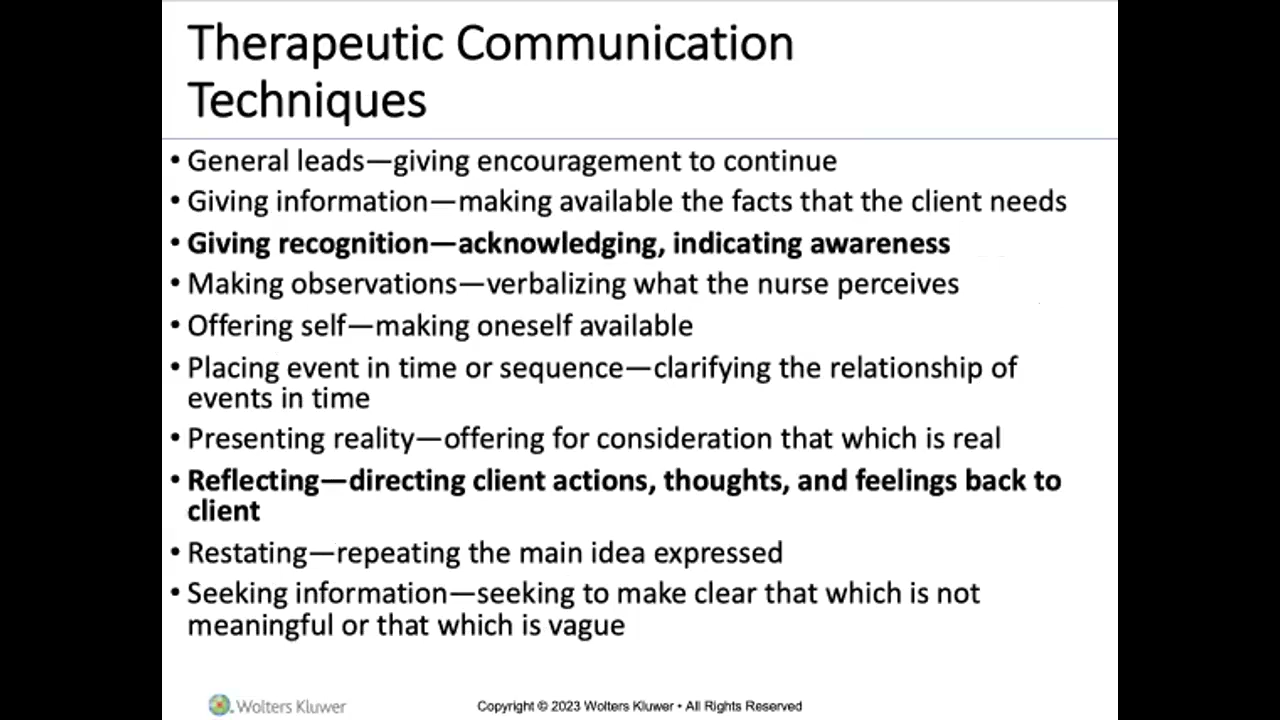 Therapeutic Communication
Techniques
• General leads—giving encouragement to continue
• Giving information—making available the facts that the client needs
• Giving recognition—acknowledging, indicating awareness
• Making observations—verbalizing what the nurse perceives
• Offering self—making oneself available
• Placing event in time or sequence—clarifying the relationship of
events in time
• Presenting reality—offering for consideration that which is real
• Reflecting—directing client actions, thoughts, and feelings back to
client
• Restating—repeating the main idea expressed
• Seeking information—seeking to make clear that which is not
meaningful or that which is vague
Wolters Kluwer
Copyright © 2023 Wolters Kluwer • All Rights Reserved